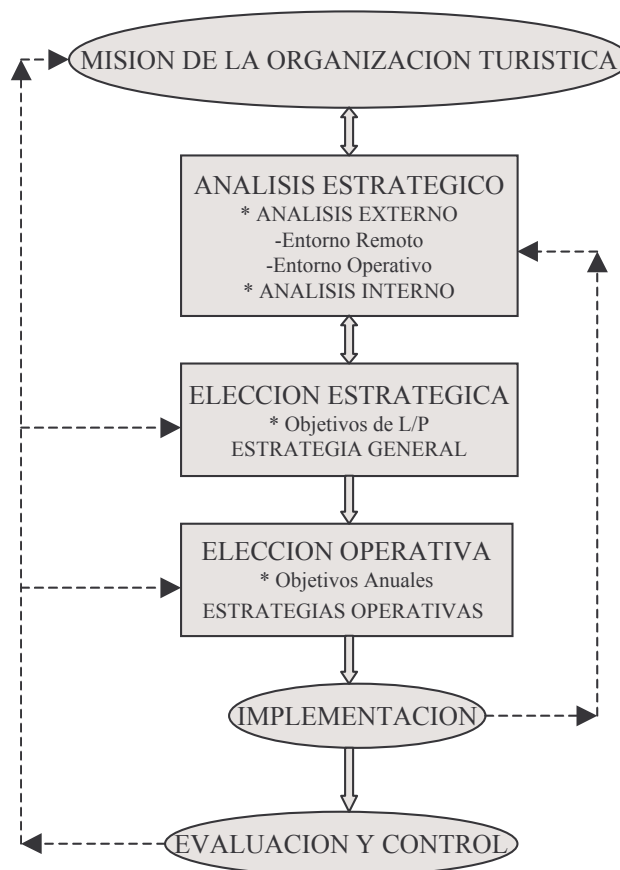 MISION DE LA ORGANIZACION TURISTICA
ANALISIS ESTRATEGICO
* ANALISIS EXTERNO
-Entorno Remoto
-Entorno Operativo
* ANALISIS INTERNO
ELECCION ESTRATEGICA
* Objetivos de L/P
ESTRATEGIA GENERAL
ELECCION OPERATIVA
* Objetivos Anuales
ESTRATEGIAS OPERATIVAS
IMPLEMENTACION
EVALUACION Y CONTROL